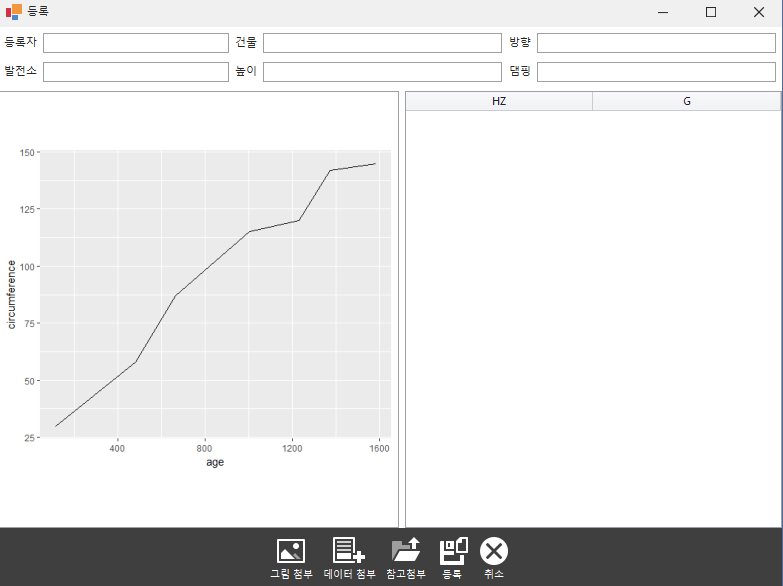 등록
등록자 건물 방향
발전소 높이 댐핑
HZ G
150
125
100
75
50
25
circumference
400 800 1200 1600
age
그림 첨부 데이터 첨부 참고첨부 등록 취소